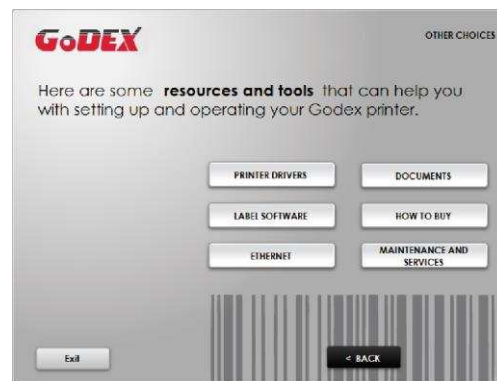 GoDEX
OTHER CHOICES
Here are some resources and tools that can help you
with setting up and operating your Godex printer.
PRINTER DRIVERS
DOCUMENTS
LABEL SOFTWARE
HOW TO BUY
ETHERNET
MAINTENANCE AND
SERVICES
Exit
< BACK